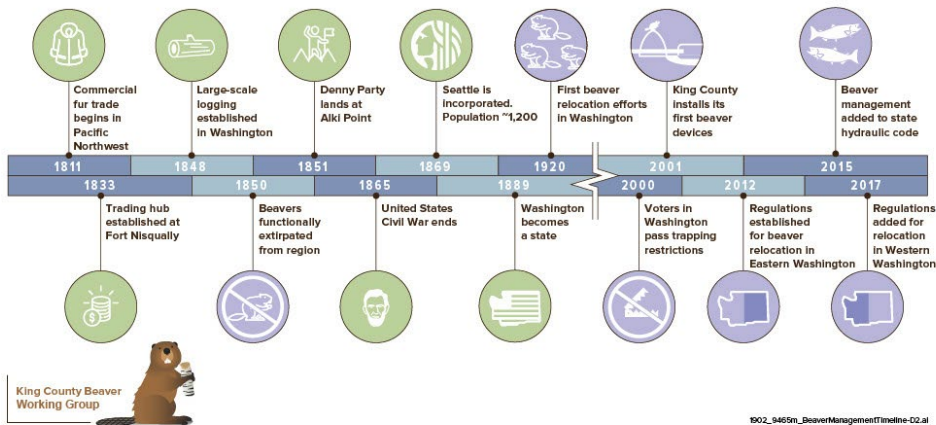 Commercial
fur trade
begins in
Pacific
Northwest
Large-scale
logging
established
in Washington
Denny Party
lands at
Alki Point
Seattle is
incorporated.
Population ~1,200
First beaver
relocation efforts
in Washington
King County
installs its
first beaver
devices
Beaver
management
added to state
hydraulic code
1811
1848
1851
1869
1920
2001
2015
1833
1850
1865
1889
2000
2012
2017
Trading hub
established at
Fort Nisqually
Beavers
functionally
extirpated
from region
United States
Civil War ends
Washington
becomes
a state
Voters in
Washington
pass trapping
restrictions
Regulations
established
for beaver
relocation in
Eastern Washington
Regulations
added for
relocation
in Western
Washington
$
King County Beaver
Working Group
1902_9465m_BeaverManagementTimeline-D2.ai